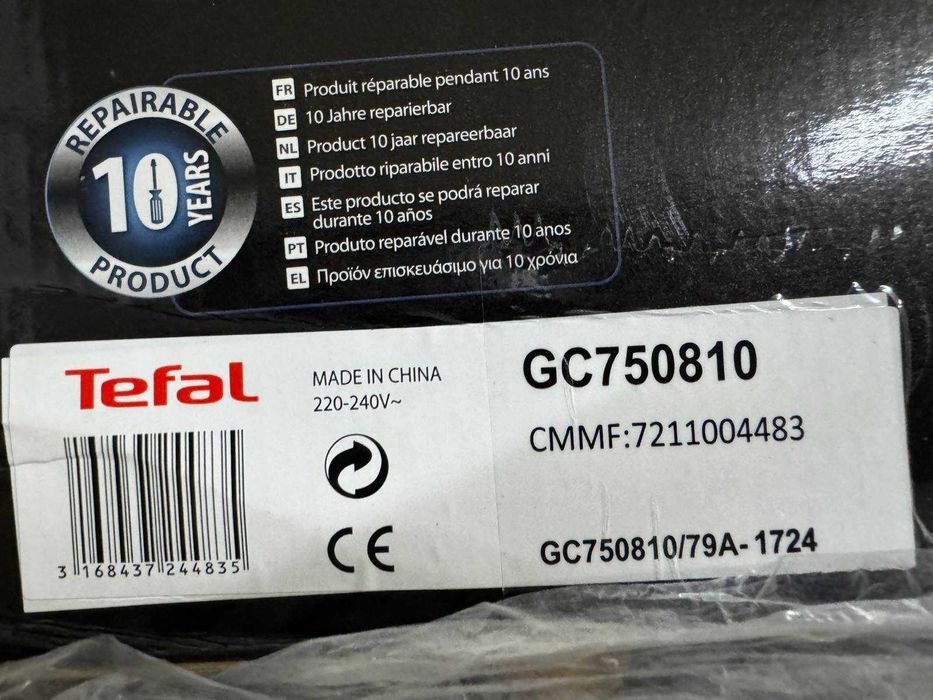 REPAIRABLE
10
YEARS
PRODUCT
FR Produit réparable pendant 10 ans
DE 10 Jahre reparierbar
NL Product 10 jaar repareerbaar
IT Prodotto riparabile entro 10 anni
ES Este producto se podrá reparar
durante 10 años
PT Produto reparável durante 10 anos
EL Προϊόν επισκευάσιμο για 10 χρόνια
Tefal
MADE IN CHINA
220-240V~
CE
3 168437 244835
GC750810
CMMF:7211004483
GC750810/79A-1724